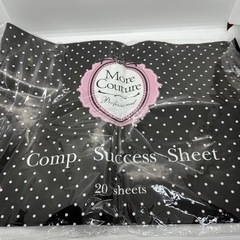 More
Couture
Professional
Comp. Success Sheet.
20 sheets